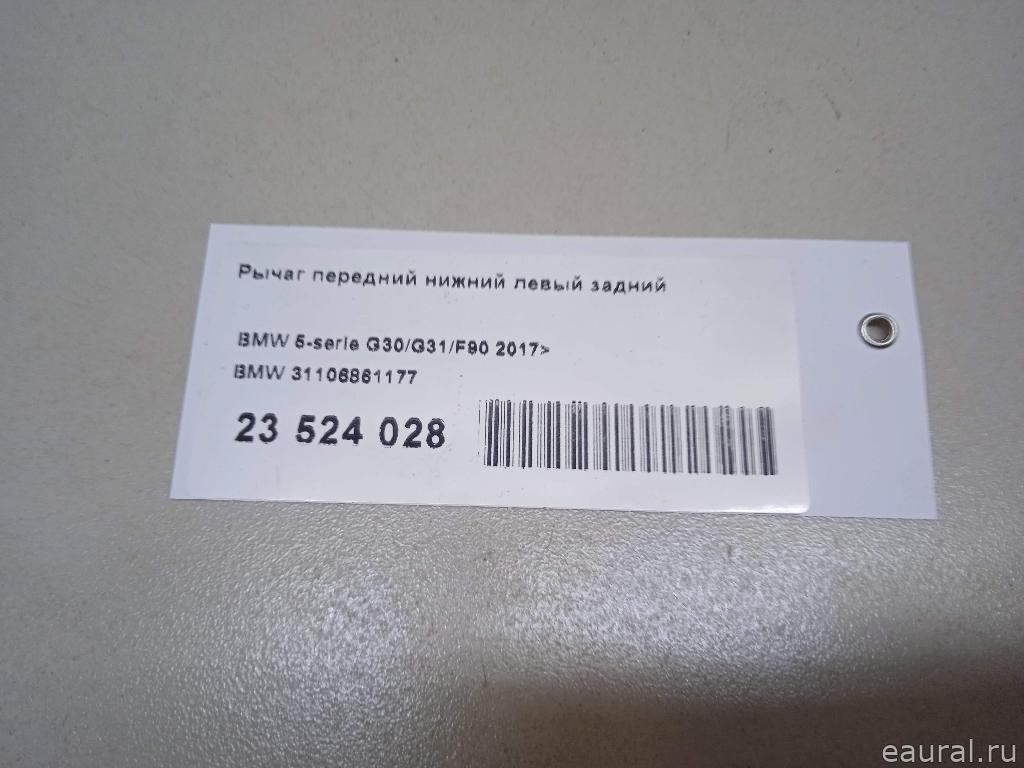 Рычаг передний нижний левый задний
BMW 5-serie G30/G31/F90 2017>
BMW 31106861177
23 524 028
eaural.ru